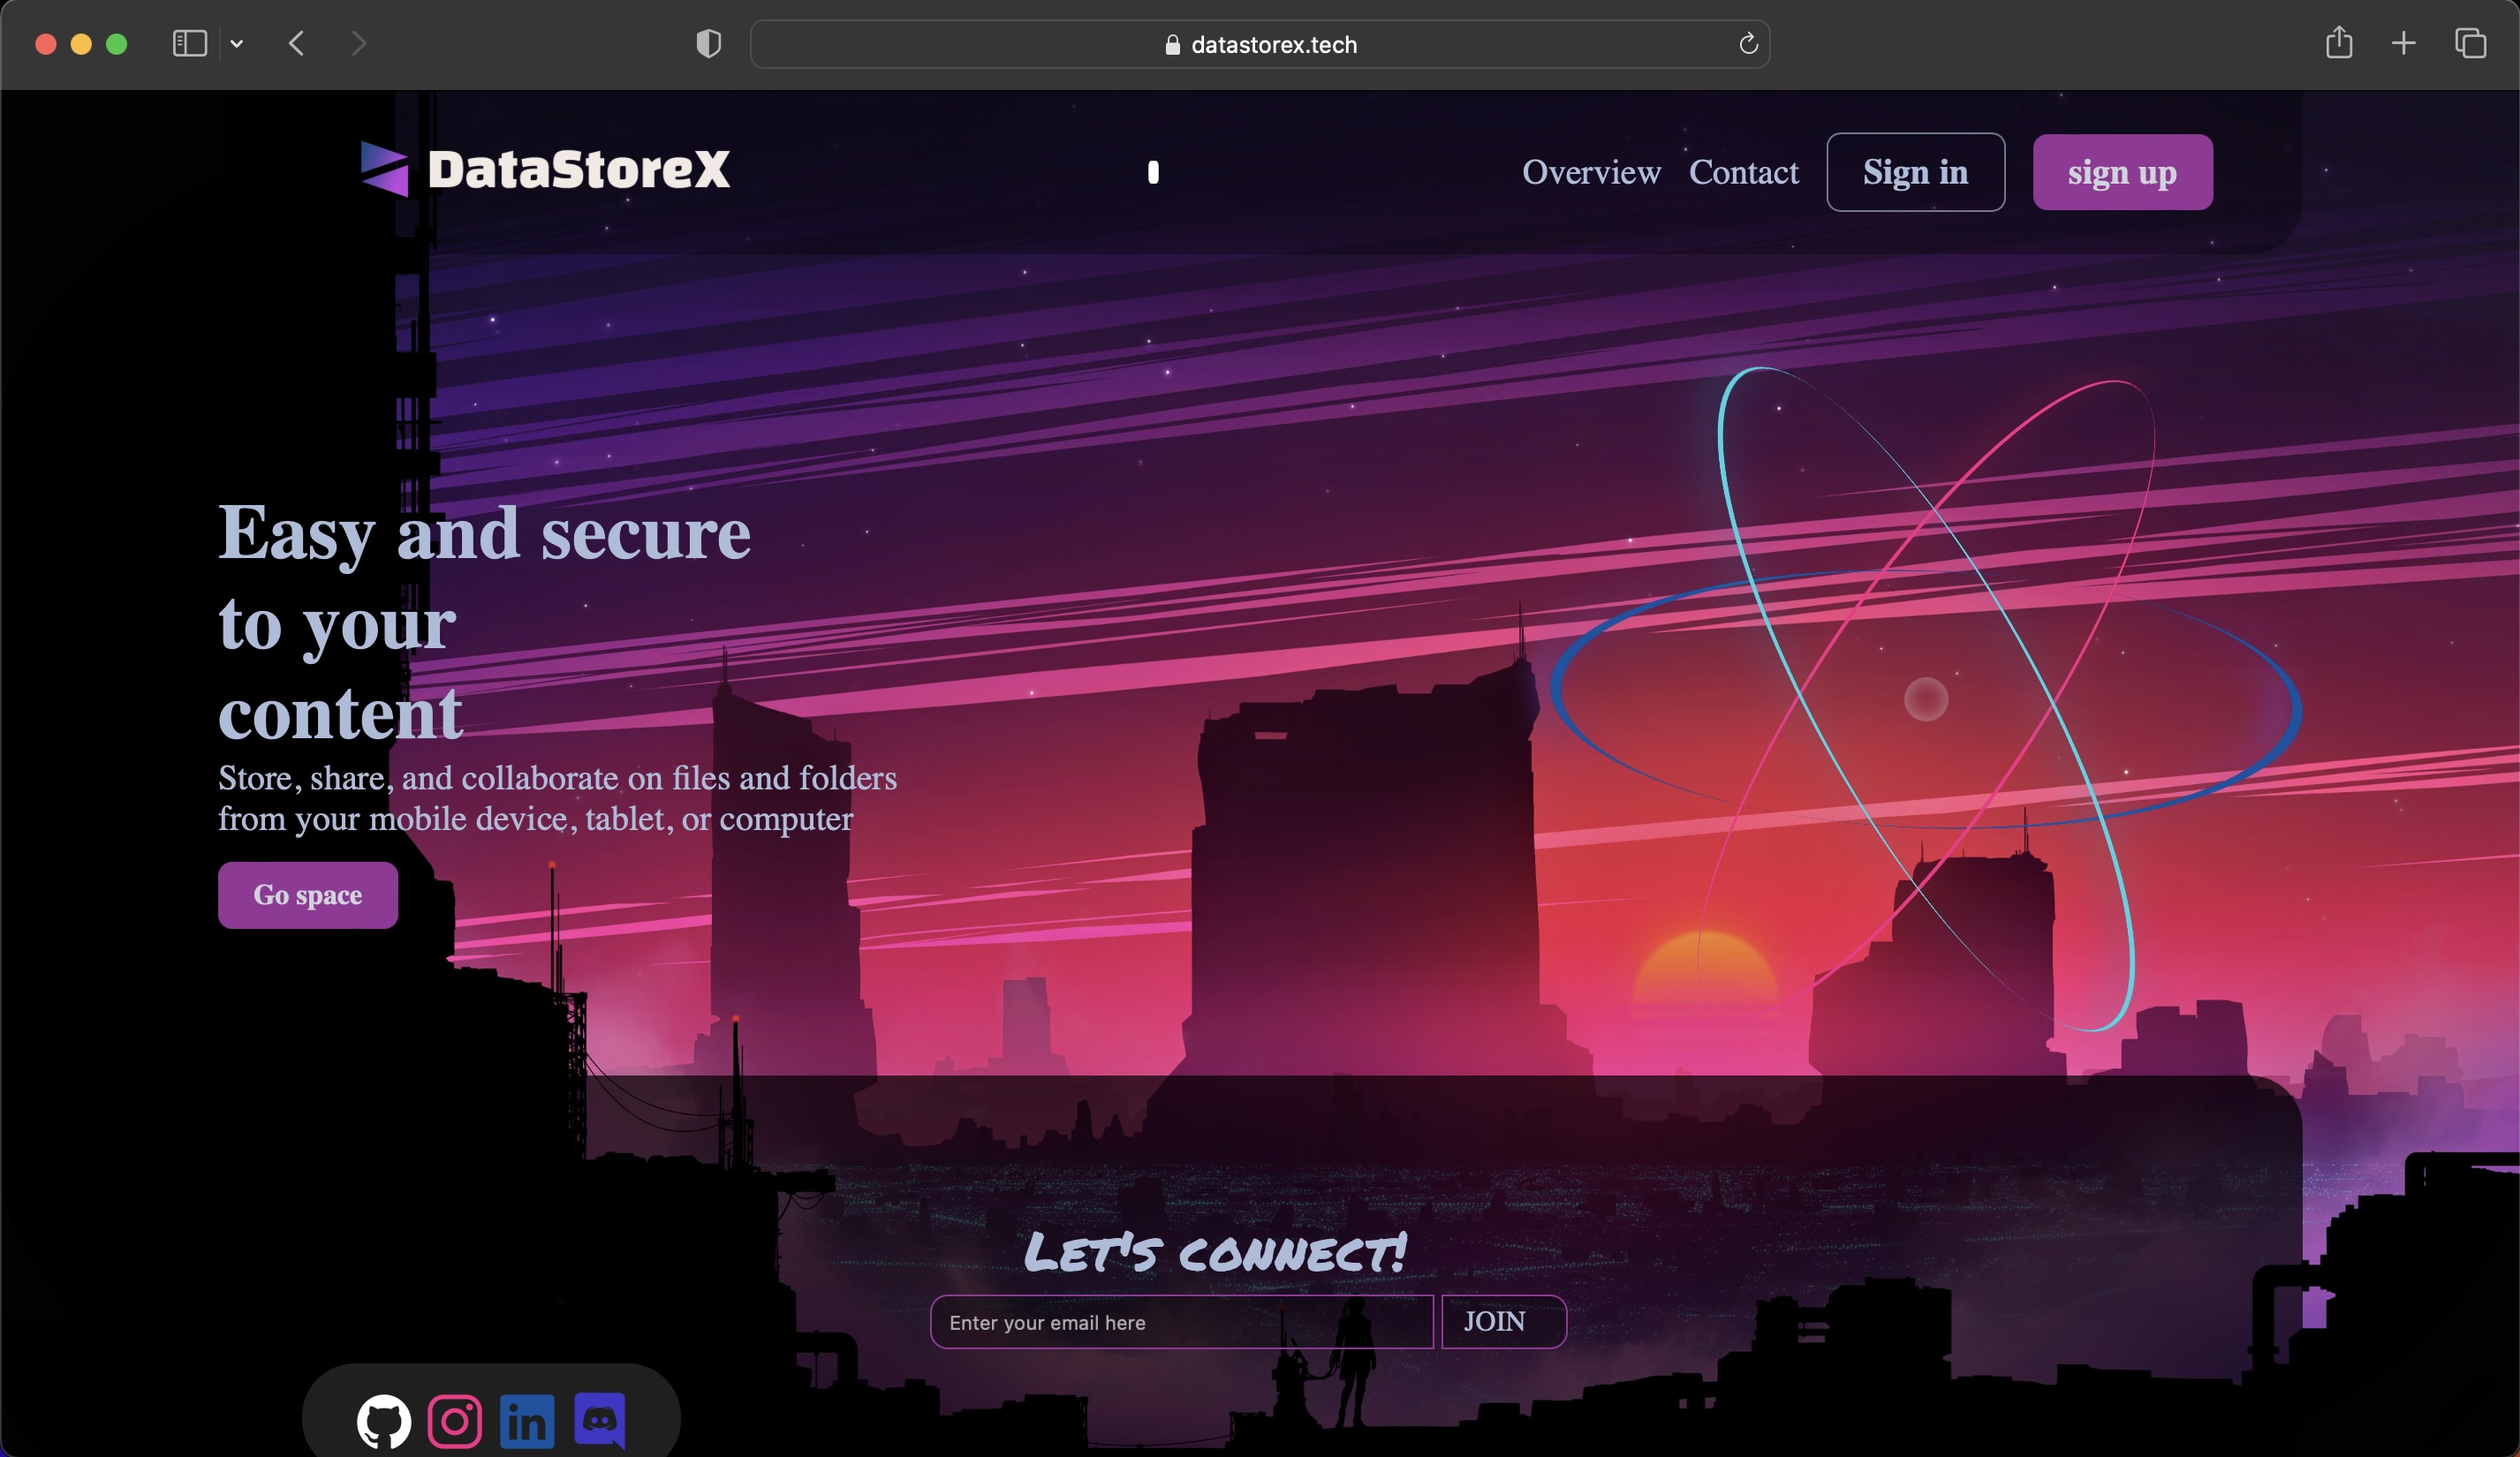 datastorex.tech
DataStoreX
Overview
Contact
Sign in
sign up
Easy and secure
to your
content
Store, share, and collaborate on files and folders
from your mobile device, tablet, or computer
Go space
LET'S CONNECT!
Enter your email here
JOIN
in